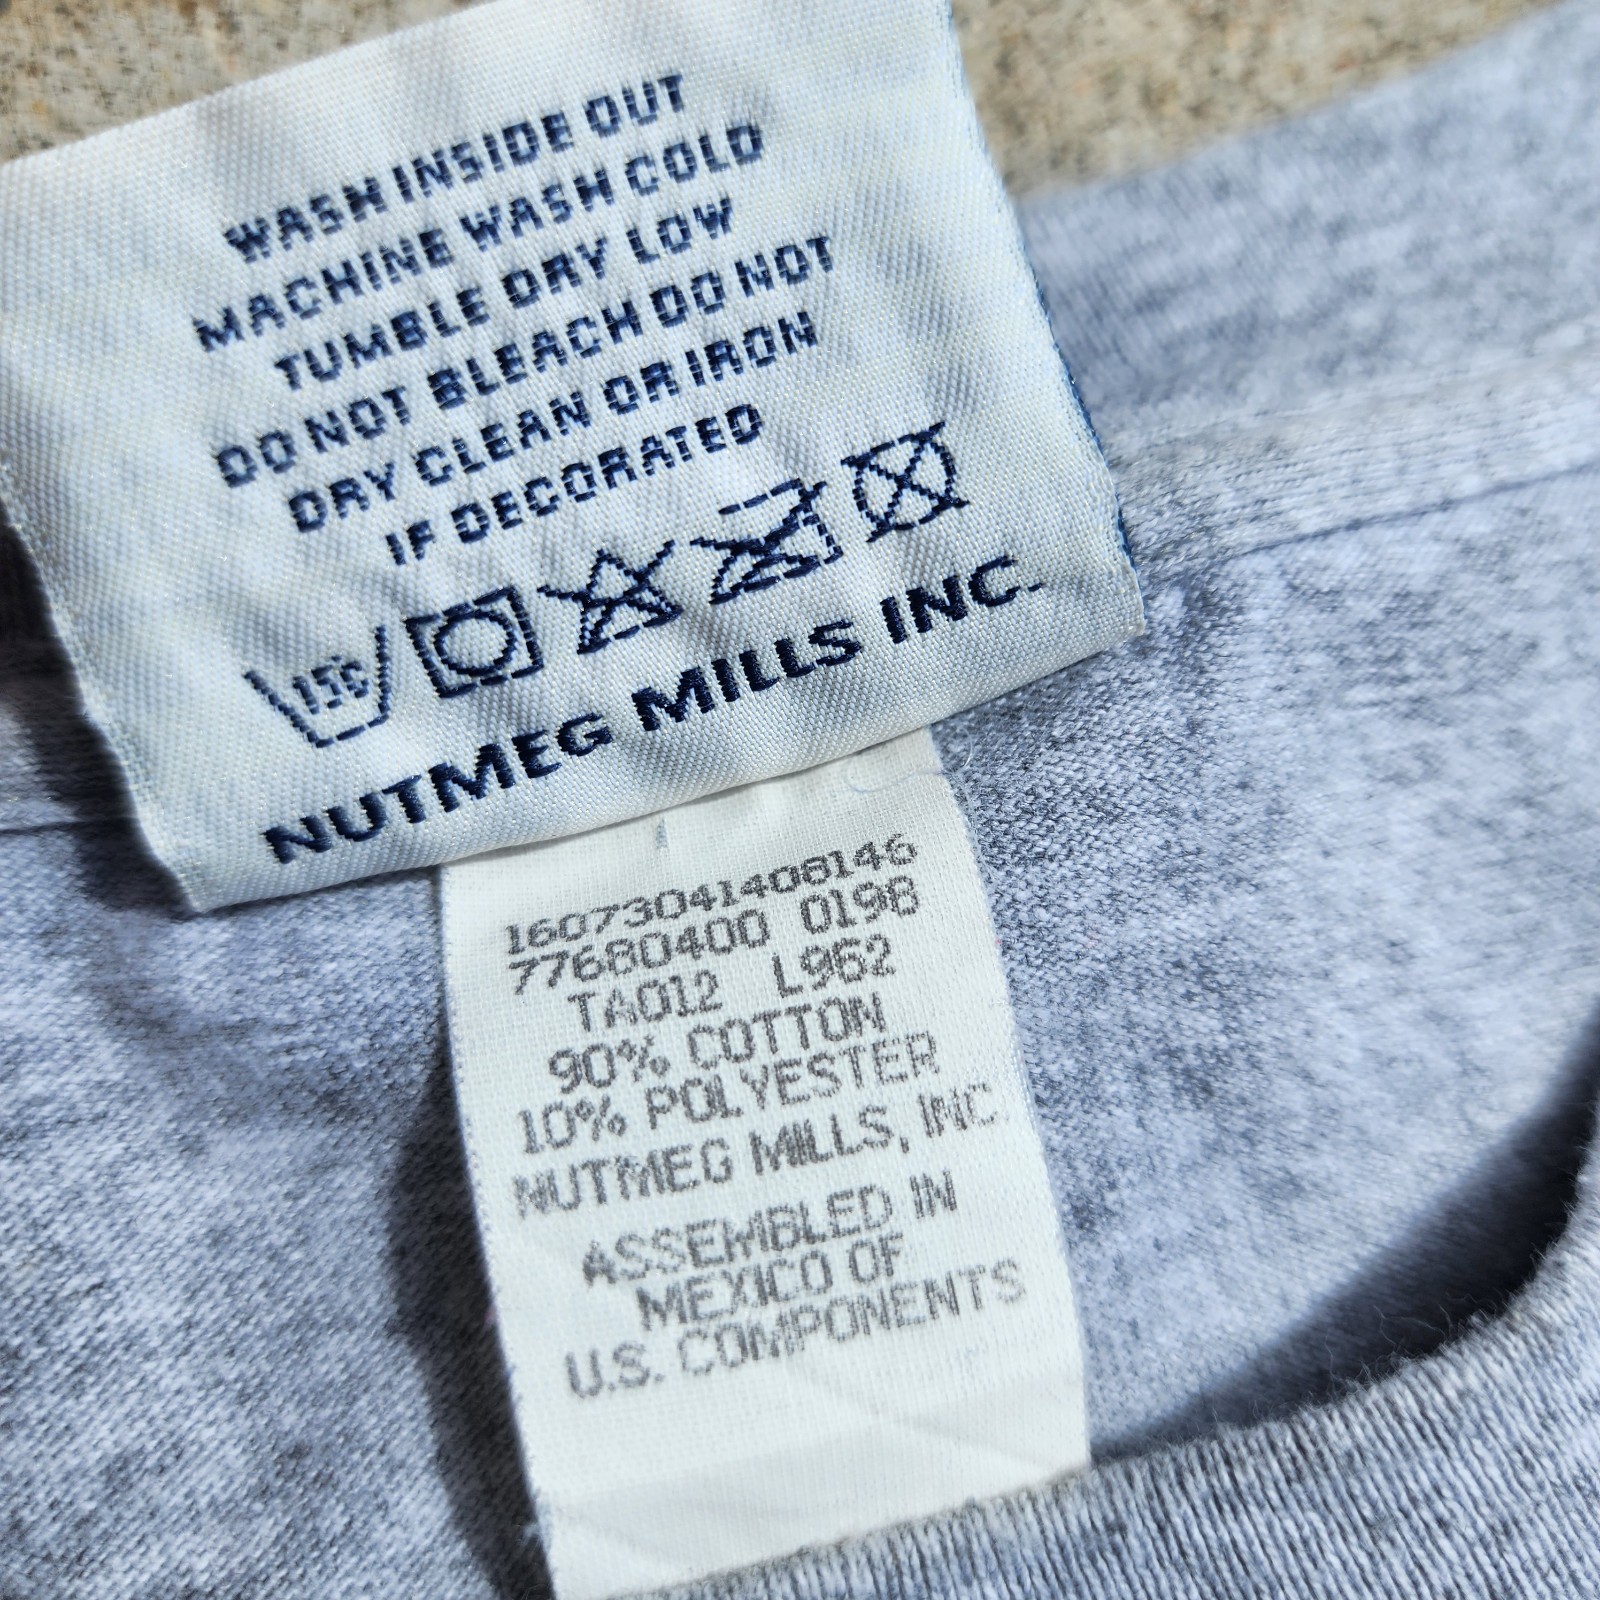 WASH INSIDE OUT
MACHINE WASH COLD
TUMBLE DRY LOW
DO NOT BLEACH DO NOT
DRY CLEAN OR IRON
IF DECORATED
NUTMEG MILLS INC.
16073041408146
77680400 0198
TA012 L962
90% COTTON
10% POLYESTER
NUTMEG MILLS, INC
ASSEMBLED IN
MEXICO OF
U.S. COMPONENTS